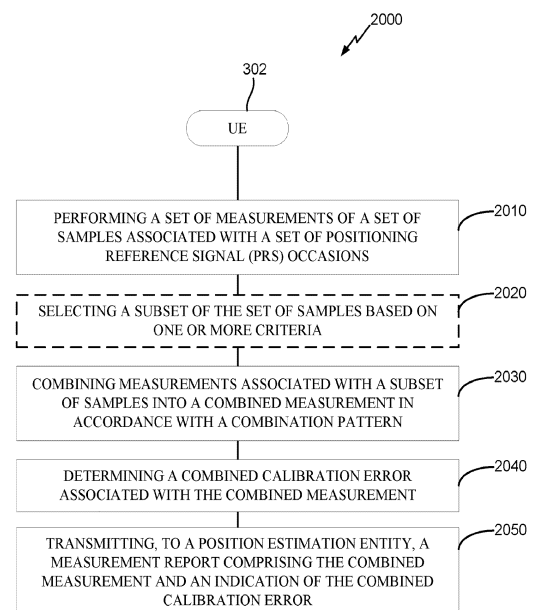 2000
302
UE
PERFORMING A SET OF MEASUREMENTS OF A SET OF
SAMPLES ASSOCIATED WITH A SET OF POSITIONING
REFERENCE SIGNAL (PRS) OCCASIONS
2010
SELECTING A SUBSET OF THE SET OF SAMPLES BASED ON
ONE OR MORE CRITERIA
2020
COMBINING MEASUREMENTS ASSOCIATED WITH A SUBSET
OF SAMPLES INTO A COMBINED MEASUREMENT IN
ACCORDANCE WITH A COMBINATION PATTERN
2030
DETERMINING A COMBINED CALIBRATION ERROR
ASSOCIATED WITH THE COMBINED MEASUREMENT
2040
TRANSMITTING, TO A POSITION ESTIMATION ENTITY, A
MEASUREMENT REPORT COMPRISING THE COMBINED
MEASUREMENT AND AN INDICATION OF THE COMBINED
CALIBRATION ERROR
2050